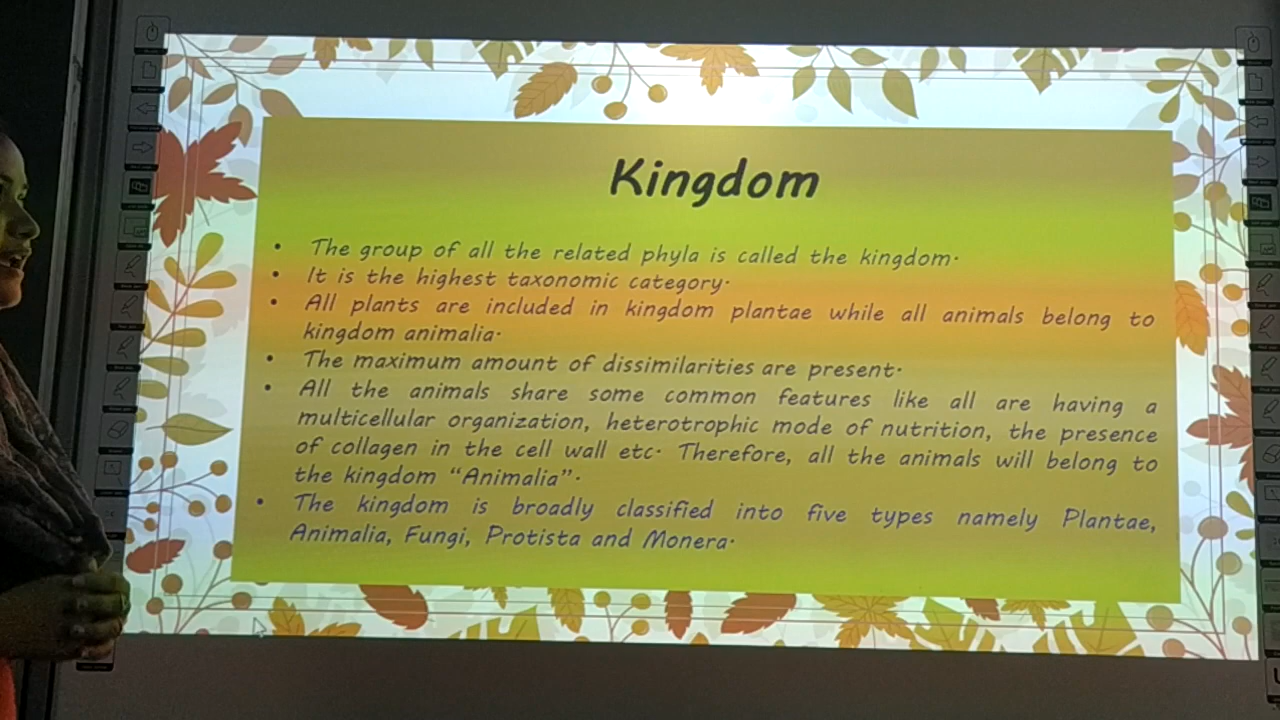 Kingdom
• The group of all the related phyla is called the kingdom.
• It is the highest taxonomic category.
• All plants are included in kingdom plantae while all animals belong to
kingdom animalia.
• The maximum amount of dissimilarities are present.
• All the animals share some common features like all are having a
multicellular organization, heterotrophic mode of nutrition, the presence
of collagen in the cell wall etc. Therefore, all the animals will belong to
the kingdom “Animalia”.
• The kingdom is broadly classified into five types namely Plantae,
Animalia, Fungi, Protista and Monera.